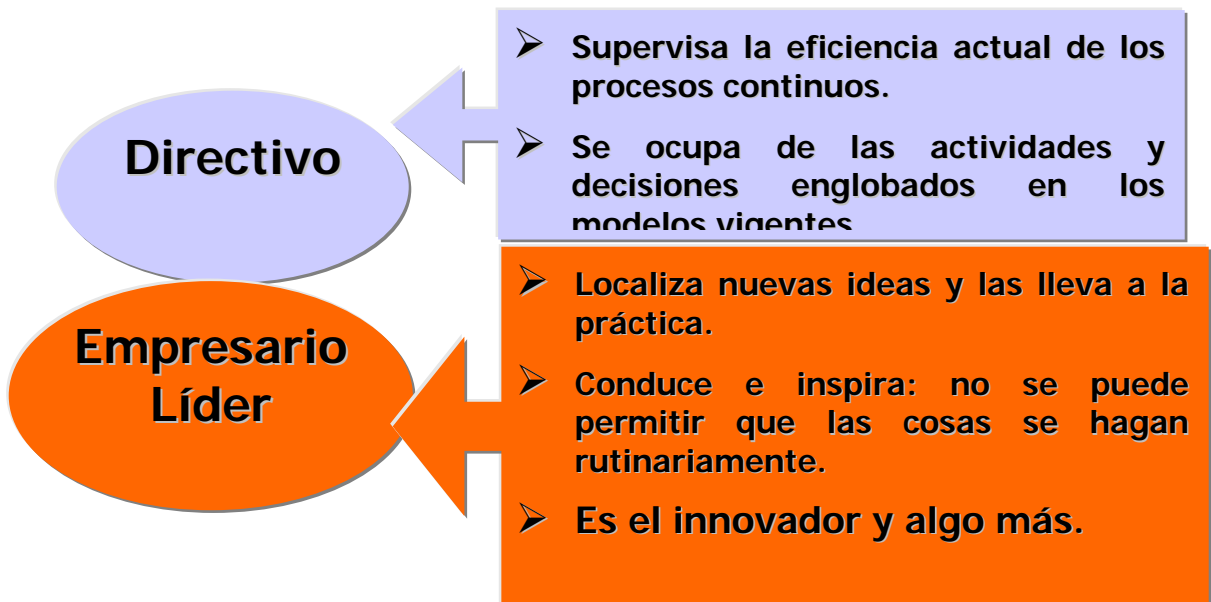 Directivo
➢ Supervisa la eficiencia actual de los
procesos continuos.
➢ Se ocupa de las actividades y
decisiones englobados en los
modelos vigentes
Empresario
Líder
➢ Localiza nuevas ideas y las lleva a la
práctica.
➢ Conduce e inspira: no se puede
permitir que las cosas se hagan
rutinariamente.
➢ Es el innovador y algo más.